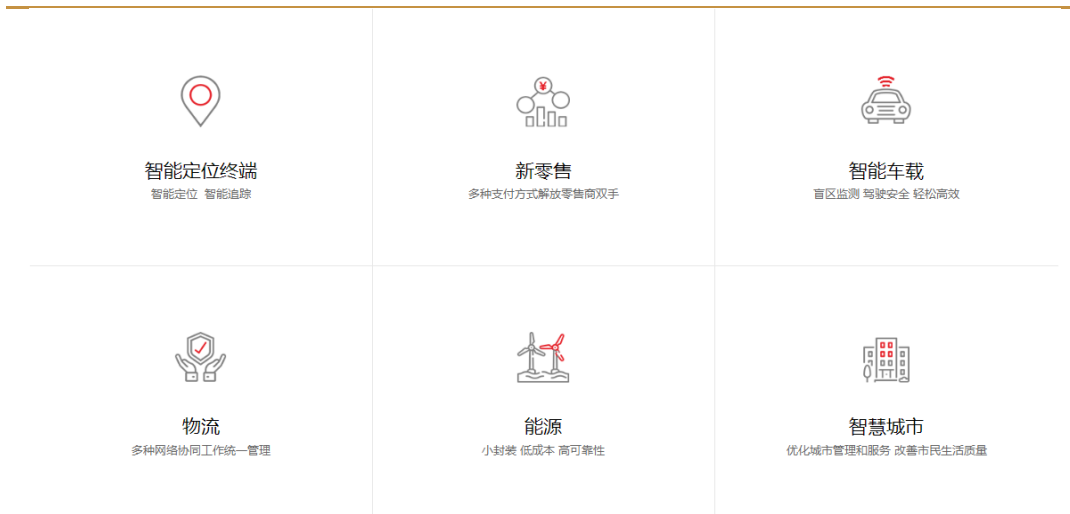 ¥
智能定位终端
智能定位 智能追踪
新零售
多种支付方式解放零售商双手
智能车载
盲区监测 驾驶安全 轻松高效
物流
多种网络协同工作统一管理
能源
小封装 低成本 高可靠性
智慧城市
优化城市管理和服务 改善市民生活质量